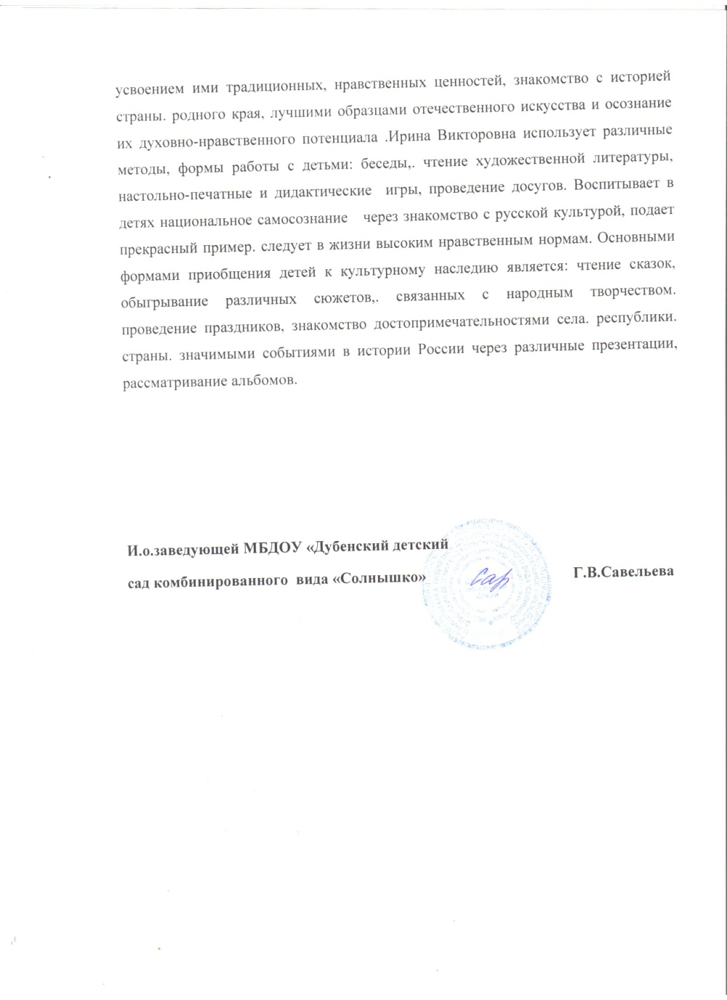 усвоением ими традиционных, нравственных ценностей, знакомство с историей
страны. родного края, лучшими образцами отечественного искусства и осознание
их духовно-нравственного потенциала .Ирина Викторовна использует различные
методы, формы работы с детьми: беседы,. чтение художественной литературы,
настольно-печатные и дидактические игры, проведение досугов. Воспитывает в
детях национальное самосознание через знакомство с русской культурой, подает
прекрасный пример. следует в жизни высоким нравственным нормам. Основными
формами приобщения детей к культурному наследию является: чтение сказок,
обыгрывание различных сюжетов,. связанных с народным творчеством.
проведение праздников, знакомство достопримечательностями села. республики.
страны. значимыми событиями в истории России через различные презентации,
рассматривание альбомов.
И.о.заведующей МБДОУ «Дубенский детский
сад комбинированного вида «Солнышко»
Г.В.Савельева